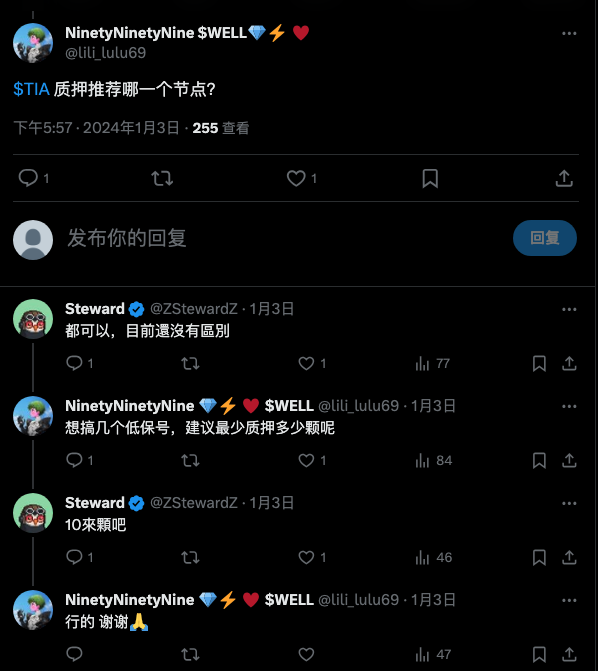 NinetyNinetyNine $WELL💎⚡ ♥️
@lili_lulu69
$TIA 质押推荐哪一个节点？
下午5:57 · 2024年1月3日 · 255 查看
1
1
发布你的回复
回复
Steward @ZStewardZ · 1月3日
都可以，目前還沒有區別
1
1
77
NinetyNinetyNine 💎⚡ ♥️ $WELL @lili_lulu69 · 1月3日
想搞几个低保号，建议最少质押多少颗呢
1
1
84
Steward @ZStewardZ · 1月3日
10來顆吧
1
1
46
NinetyNinetyNine 💎⚡ ♥️ $WELL @lili_lulu69 · 1月3日
行的 谢谢🙏
47